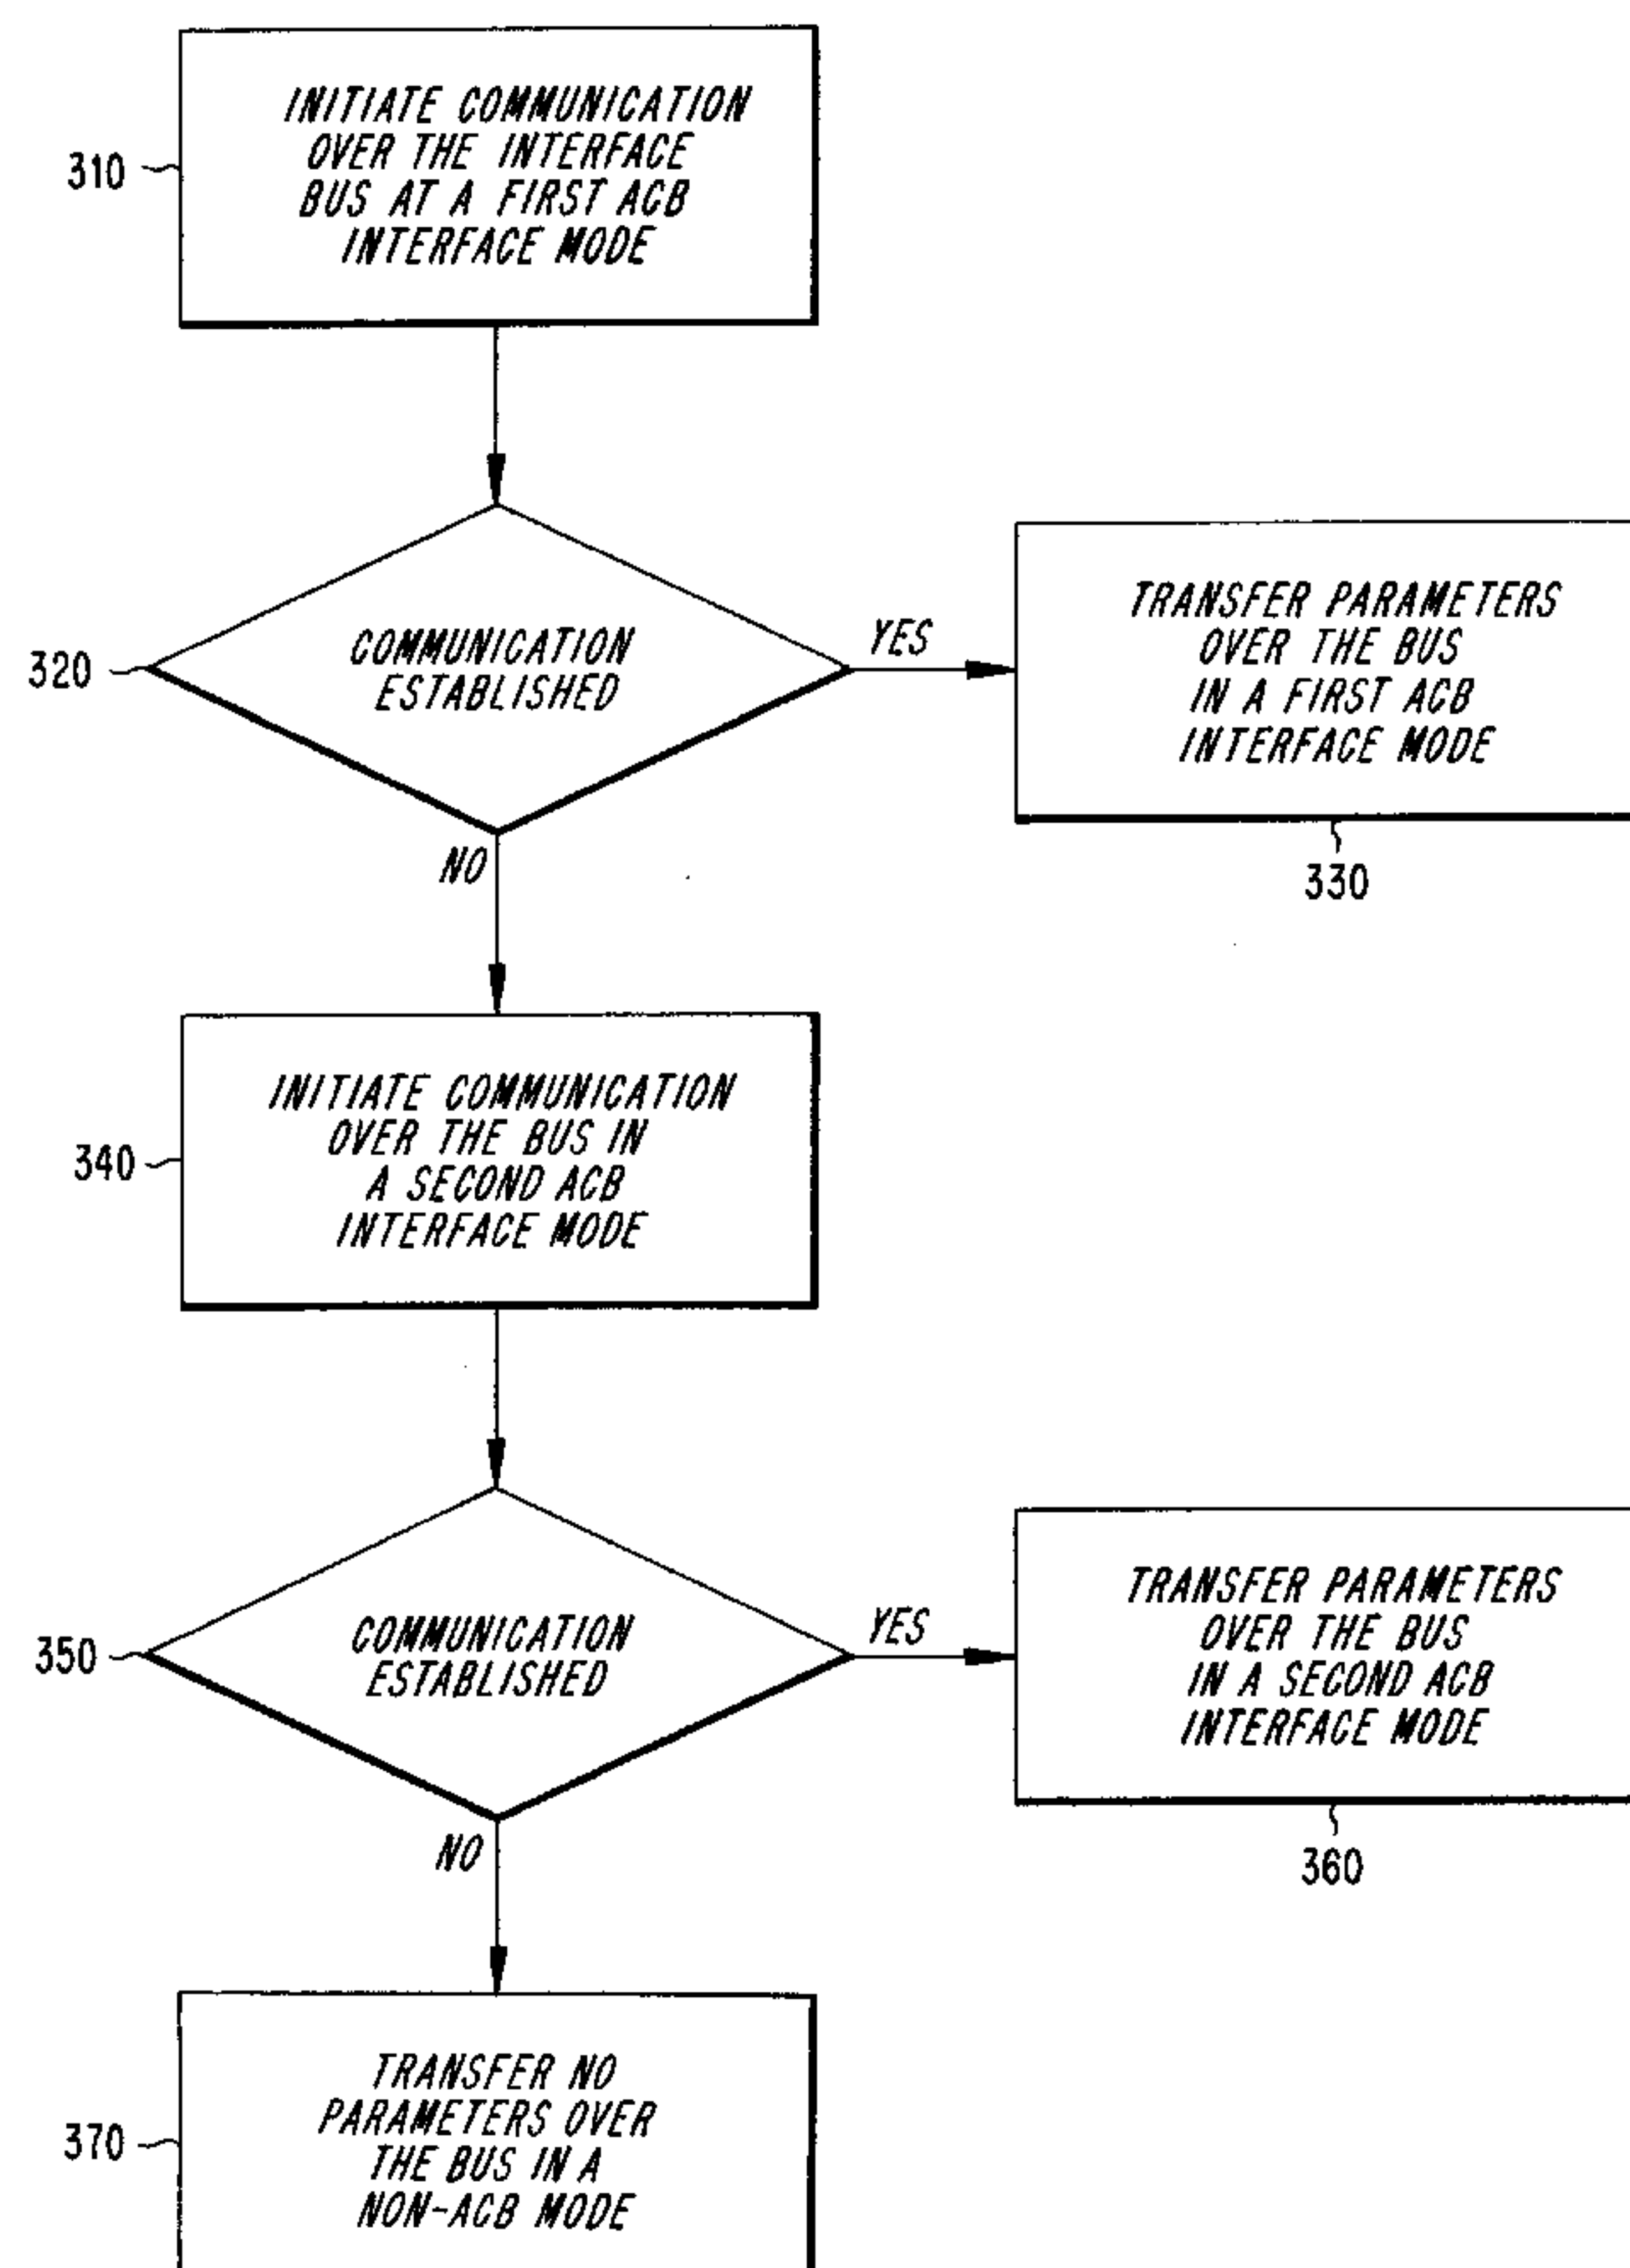 INITIATE COMMUNICATION
OVER THE INTERFACE
BUS AT A FIRST ACB
INTERFACE MODE
310
COMMUNICATION
ESTABLISHED
320
YES
TRANSFER PARAMETERS
OVER THE BUS
IN A FIRST ACB
INTERFACE MODE
330
NO
INITIATE COMMUNICATION
OVER THE BUS IN
A SECOND ACB
INTERFACE MODE
340
COMMUNICATION
ESTABLISHED
350
YES
TRANSFER PARAMETERS
OVER THE BUS
IN A SECOND ACB
INTERFACE MODE
360
NO
TRANSFER NO
PARAMETERS OVER
THE BUS IN A
NON-ACB MODE
370